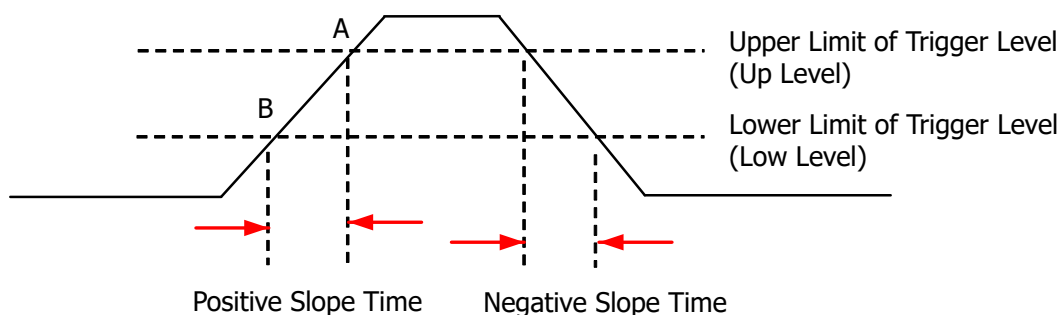 A
Upper Limit of Trigger Level
(Up Level)
B
Lower Limit of Trigger Level
(Low Level)
Positive Slope Time
Negative Slope Time